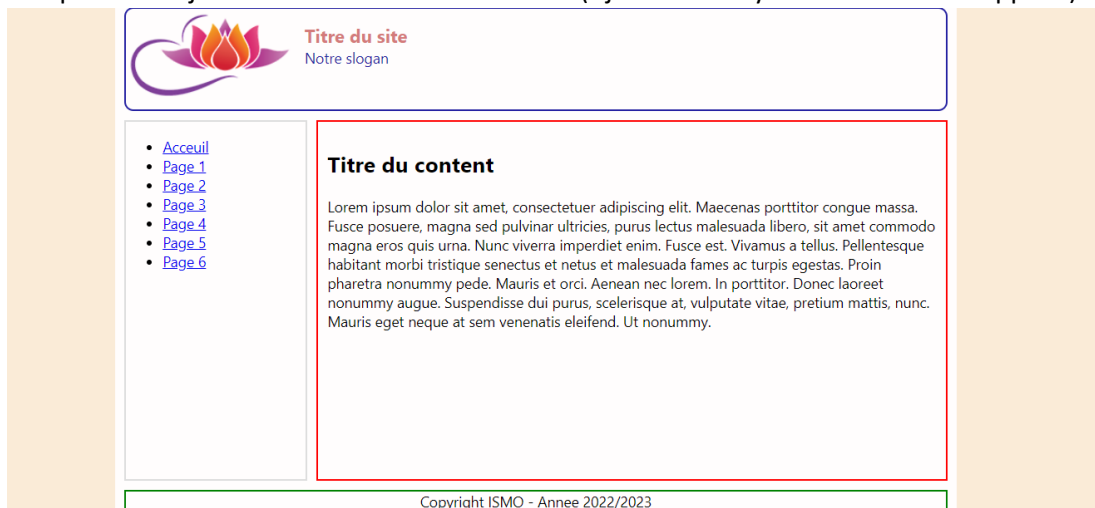 Titre du site
Notre slogan
Acceuil
Page 1
Page 2
Page 3
Page 4
Page 5
Page 6
Titre du content
Lorem ipsum dolor sit amet, consectetuer adipiscing elit. Maecenas porttitor congue massa.
Fusce posuere, magna sed pulvinar ultricies, purus lectus malesuada libero, sit amet commodo
magna eros quis urna. Nunc viverra imperdiet enim. Fusce est. Vivamus a tellus. Pellentesque
habitant morbi tristique senectus et netus et malesuada fames ac turpis egestas. Proin
pharetra nonummy pede. Mauris et orci. Aenean nec lorem. In porttitor. Donec laoreet
nonummy augue. Suspendisse dui purus, scelerisque at, vulputate vitae, pretium mattis, nunc.
Mauris eget neque at sem venenatis eleifend. Ut nonummy.
Copyright ISMO - Annee 2022/2023